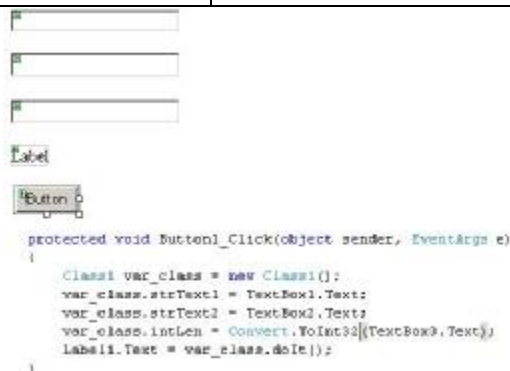 Label
Button
protected void Button1_Click(object sender, EventArgs e)
{
Class1 var_class = new Class1();
var_class.strText1 = TextBox1.Text;
var_class.strText2 = TextBox2.Text;
var_class.intLen = Convert.ToInt32(TextBox3.Text);
Label1.Text = var_class.doIt();
}